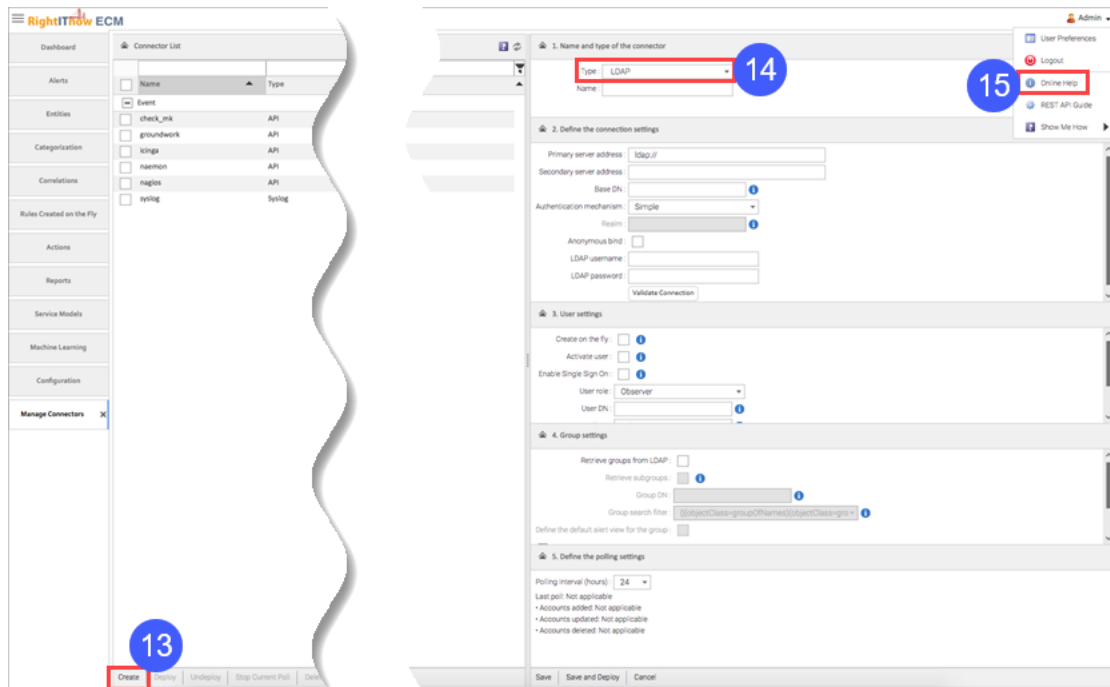 RightITnow ECM
Admin
Dashboard
Alerts
Entities
Categorization
Correlations
Rules Created on the Fly
Actions
Reports
Service Models
Machine Learning
Configuration
Manage Connectors X
Connector List
Name Type
Event
check_mk API
groundwork API
icinga API
naemon API
nagios API
syslog Syslog
13
Create Deploy Undeploy Stop Current Poll
1. Name and type of the connector
Type: LDAP
14
Name:
User Preferences
Logout
15
Online Help
REST API Guide
Show Me How
2. Define the connection settings
Primary server address: ldap://
Secondary server address:
Base DN:
Authentication mechanism: Simple
Realm:
Anonymous bind:
LDAP username:
LDAP password:
Validate Connection
3. User settings
Create on the fly:
Activate user:
Enable Single Sign On:
User role: Observer
User DN:
4. Group settings
Retrieve groups from LDAP:
Retrieve subgroups:
Group DN:
Group search filter: (|(objectClass=groupOfNames)(objectClass=gro
Define the default alert view for the group:
5. Define the polling settings
Polling interval (hours): 24
Last poll: Not applicable
• Accounts added: Not applicable
• Accounts updated: Not applicable
• Accounts deleted: Not applicable
Save Save and Deploy Cancel